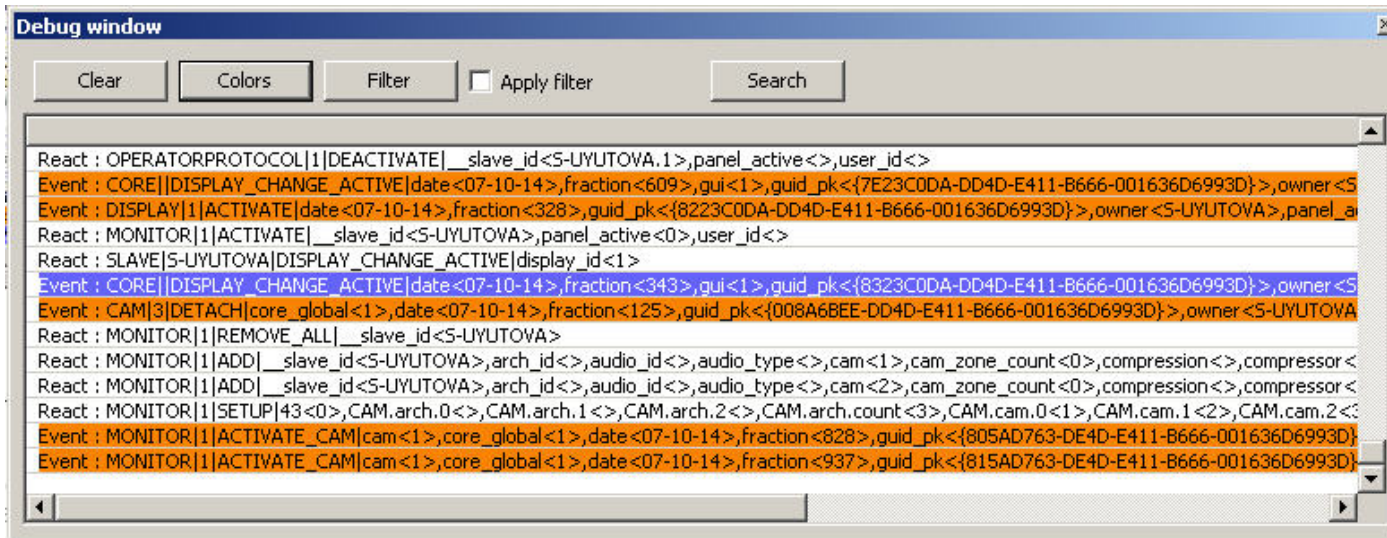 Debug window
Clear Colors Filter Apply filter Search
React : OPERATORPROTOCOL|1|DEACTIVATE|__slave_id<S-UYUTOVA.1>,panel_active<>,user_id<>
Event : CORE||DISPLAY_CHANGE_ACTIVE|date<07-10-14>,fraction<609>,gui<1>,guid_pk<{7E23C0DA-DD4D-E411-B666-001636D6993D}>,owner<S
Event : DISPLAY|1|ACTIVATE|date<07-10-14>,fraction<328>,guid_pk<{8223C0DA-DD4D-E411-B666-001636D6993D}>,owner<S-UYUTOVA>,panel_a
React : MONITOR|1|ACTIVATE|__slave_id<S-UYUTOVA>,panel_active<0>,user_id<>
React : SLAVE|S-UYUTOVA|DISPLAY_CHANGE_ACTIVE|display_id<1>
Event : CORE||DISPLAY_CHANGE_ACTIVE|date<07-10-14>,fraction<343>,gui<1>,guid_pk<{8323C0DA-DD4D-E411-B666-001636D6993D}>,owner<S
Event : CAM|3|DETACH|core_global<1>,date<07-10-14>,fraction<125>,guid_pk<{008A6BEE-DD4D-E411-B666-001636D6993D}>,owner<S-UYUTOVA
React : MONITOR|1|REMOVE_ALL|__slave_id<S-UYUTOVA>
React : MONITOR|1|ADD|__slave_id<S-UYUTOVA>,arch_id<>,audio_id<>,audio_type<>,cam<1>,cam_zone_count<0>,compression<>,compressor<
React : MONITOR|1|ADD|__slave_id<S-UYUTOVA>,arch_id<>,audio_id<>,audio_type<>,cam<2>,cam_zone_count<0>,compression<>,compressor<
React : MONITOR|1|SETUP|43<0>,CAM.arch.0<>,CAM.arch.1<>,CAM.arch.2<>,CAM.arch.count<3>,CAM.cam.0<1>,CAM.cam.1<2>,CAM.cam.2<3
Event : MONITOR|1|ACTIVATE_CAM|cam<1>,core_global<1>,date<07-10-14>,fraction<828>,guid_pk<{805AD763-DE4D-E411-B666-001636D6993D}
Event : MONITOR|1|ACTIVATE_CAM|cam<1>,core_global<1>,date<07-10-14>,fraction<937>,guid_pk<{815AD763-DE4D-E411-B666-001636D6993D}